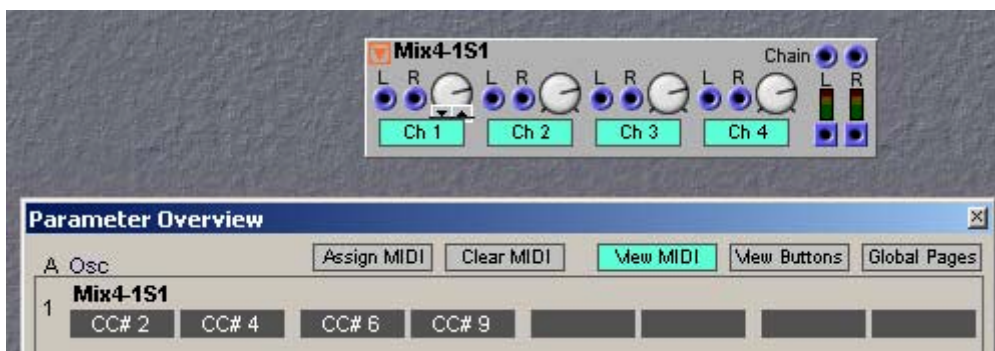 Mix4-1S1 Chain
L R L R L R L R L R
Ch 1 Ch 2 Ch 3 Ch 4
Parameter Overview
A Osc Assign MIDI Clear MIDI View MIDI View Buttons Global Pages
1 Mix4-1S1
CC# 2 CC# 4 CC# 6 CC# 9